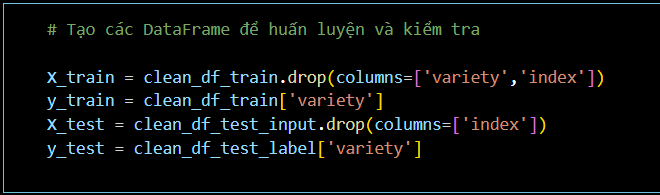 # Tạo các DataFrame để huấn luyện và kiểm tra
X_train = clean_df_train.drop(columns=['variety','index'])
y_train = clean_df_train['variety']
X_test = clean_df_test_input.drop(columns=['index'])
y_test = clean_df_test_label['variety']